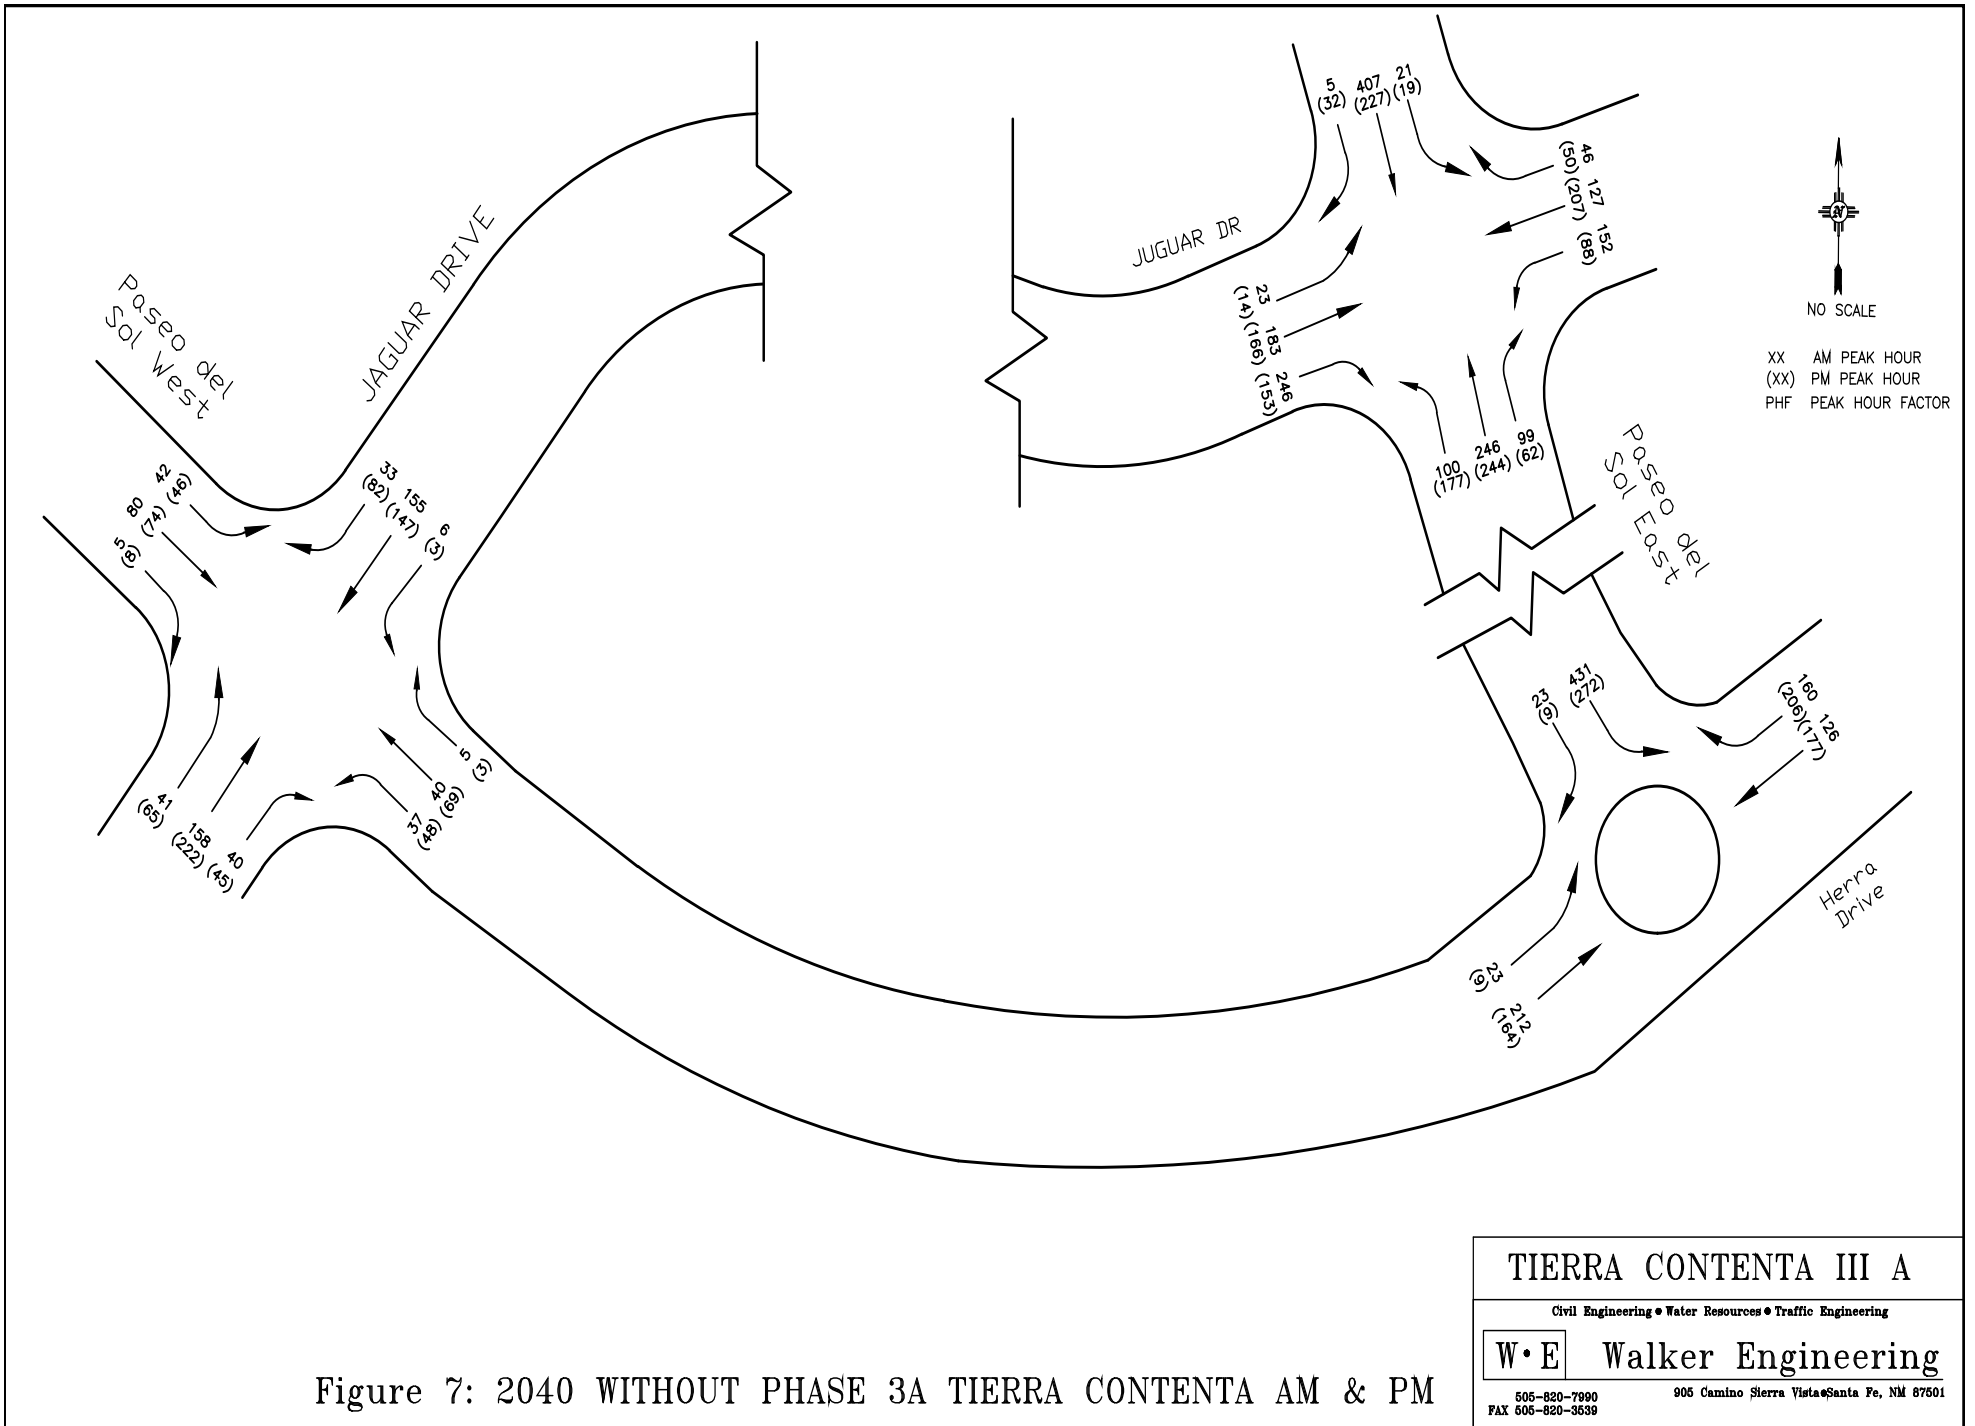 5 407 21
(32) (227) (19)
46 127 152
(50) (207) (88)
JUGUAR DR
23 183 246
(14) (166) (153)
100 246 99
(177) (244) (62)
Paseo del
Sol East
NO SCALE
N
XX AM PEAK HOUR
(XX) PM PEAK HOUR
PHF PEAK HOUR FACTOR
Paseo del
Sol West
JAGUAR DRIVE
5 80 42
(8) (74) (46)
33 155 6
(82) (147) (3)
41 158 40
(65) (222) (45)
37 40 5
(48) (69) (3)
23 431
(9) (272)
160 126
(206) (177)
23 212
(9) (164)
Herra
Drive
TIERRA CONTENTA III A
Civil Engineering • Water Resources • Traffic Engineering
W•E Walker Engineering
505-820-7990
FAX 505-820-3539
905 Camino Sierra Vista•Santa Fe, NM 87501
Figure 7: 2040 WITHOUT PHASE 3A TIERRA CONTENTA AM & PM